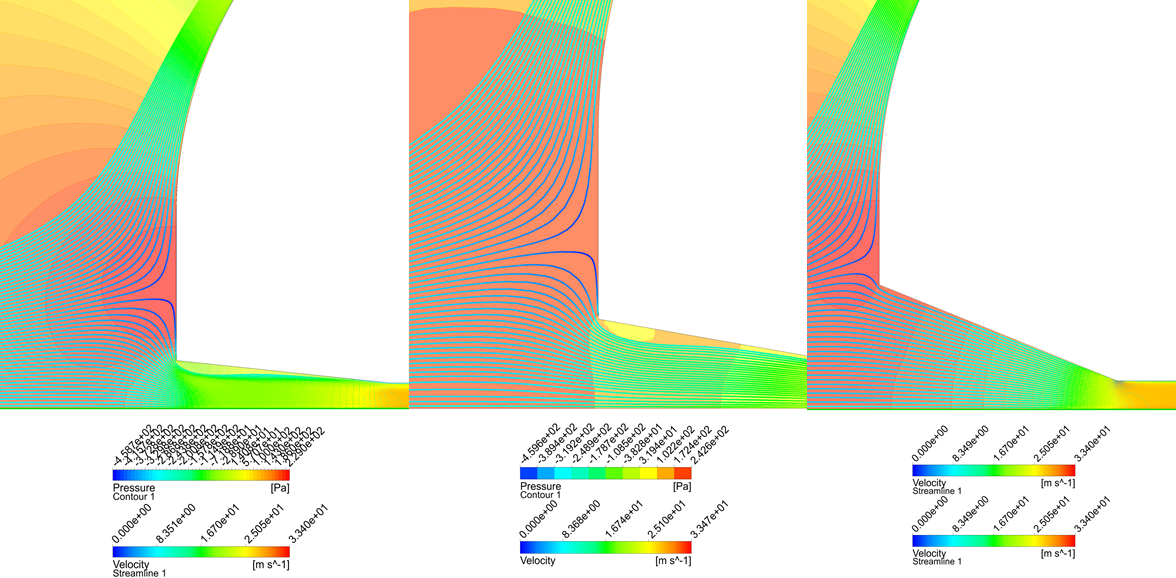 -4.587e+02
2.290e+02
Pressure [Pa]
Contour 1
0.000e+00 8.351e+00 1.670e+01 2.505e+01 3.340e+01
Velocity [m s^-1]
Streamline 1
-4.596e+02 -3.894e+02 -3.192e+02 -2.489e+02 -1.787e+02 -1.085e+02 -3.828e+01 3.194e+01 1.022e+02 1.724e+02 2.426e+02
Pressure [Pa]
Contour 1
0.000e+00 8.368e+00 1.674e+01 2.510e+01 3.347e+01
Velocity [m s^-1]
0.000e+00 8.349e+00 1.670e+01 2.505e+01 3.340e+01
Velocity [m s^-1]
Streamline 1
0.000e+00 8.349e+00 1.670e+01 2.505e+01 3.340e+01
Velocity [m s^-1]
Streamline 1